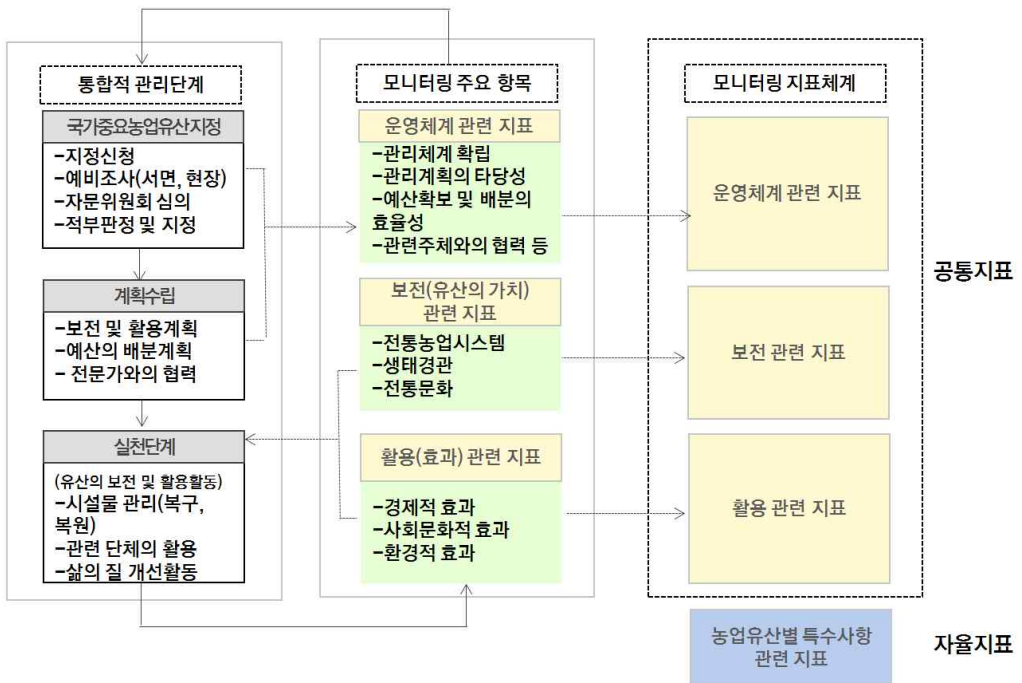 통합적 관리단계
국가중요농업유산지정
-지정신청
-예비조사(서면, 현장)
-자문위원회 심의
-적부판정 및 지정
계획수립
-보전 및 활용계획
-예산의 배분계획
- 전문가와의 협력
실천단계
(유산의 보전 및 활용활동)
-시설물 관리(복구,
복원)
-관련 단체의 활용
-삶의 질 개선활동
모니터링 주요 항목
운영체계 관련 지표
-관리체계 확립
-관리계획의 타당성
-예산확보 및 배분의
효율성
-관련주체와의 협력 등
보전(유산의 가치)
관련 지표
-전통농업시스템
-생태경관
-전통문화
활용(효과) 관련 지표
-경제적 효과
-사회문화적 효과
-환경적 효과
모니터링 지표체계
운영체계 관련 지표
보전 관련 지표
활용 관련 지표
공통지표
농업유산별 특수사항
관련 지표
자율지표